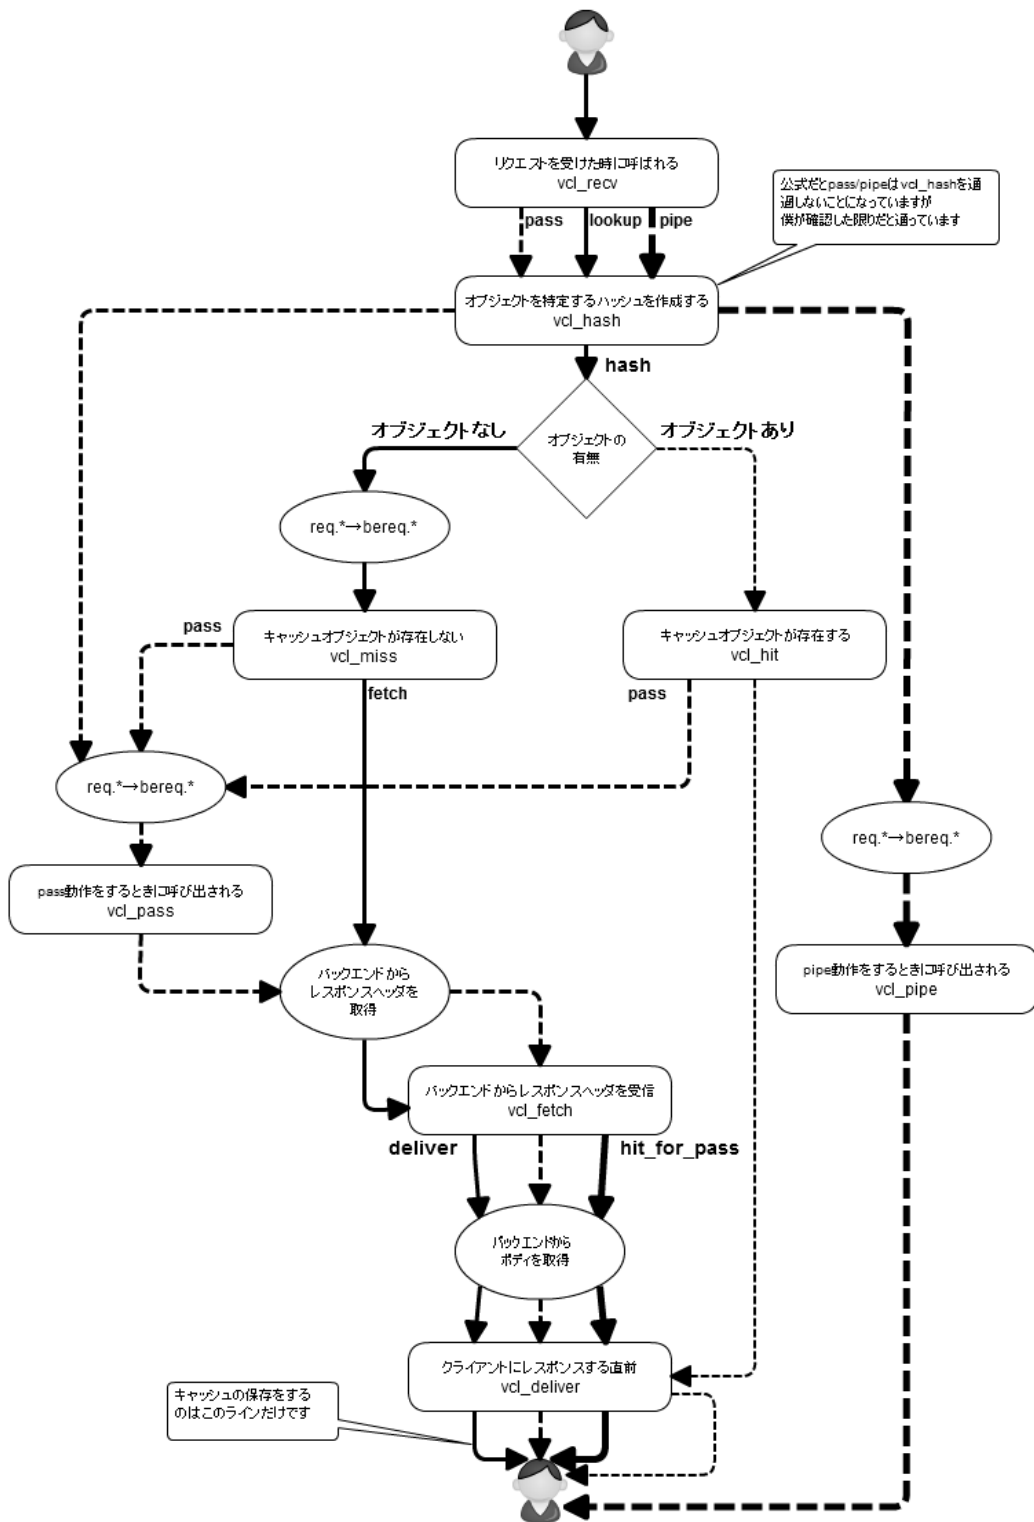 リクエストを受けた時に呼ばれる
vcl_recv
公式だとpass/pipeはvcl_hashを通
過しないことになっていますが
僕が確認した限りだと通っています
pass
lookup
pipe
オブジェクトを特定するハッシュを作成する
vcl_hash
hash
オブジェクトなし
オブジェクトあり
オブジェクトの
有無
req.*→bereq.*
pass
キャッシュオブジェクトが存在しない
vcl_miss
キャッシュオブジェクトが存在する
vcl_hit
fetch
pass
req.*→bereq.*
req.*→bereq.*
pass動作をするときに呼び出される
vcl_pass
バックエンドから
レスポンスヘッダを
取得
pipe動作をするときに呼び出される
vcl_pipe
バックエンドからレスポンスヘッダを受信
vcl_fetch
deliver
hit_for_pass
バックエンドから
ボディを取得
クライアントにレスポンスする直前
vcl_deliver
キャッシュの保存をする
のはこのラインだけです